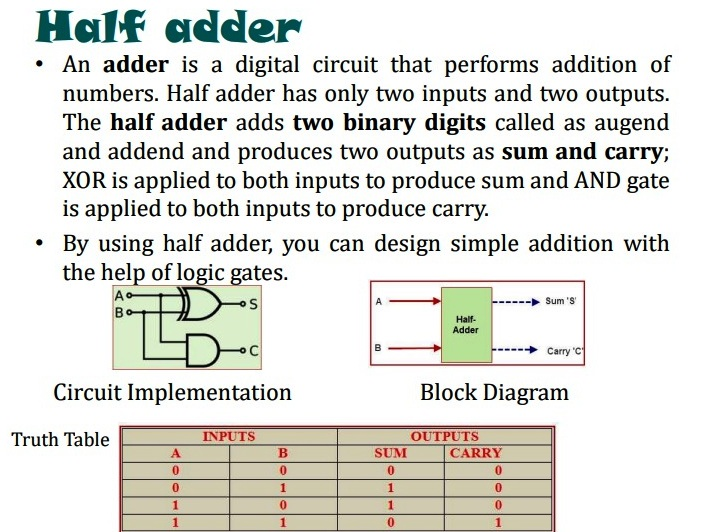 Half adder
• An adder is a digital circuit that performs addition of
numbers. Half adder has only two inputs and two outputs.
The half adder adds two binary digits called as augend
and addend and produces two outputs as sum and carry;
XOR is applied to both inputs to produce sum and AND gate
is applied to both inputs to produce carry.
• By using half adder, you can design simple addition with
the help of logic gates.
A
B
S
C
A
B
Half-
Adder
Sum 'S'
Carry 'C'
Circuit Implementation
Block Diagram
Truth Table
INPUTS OUTPUTS
A B SUM CARRY
0 0 0 0
0 1 1 0
1 0 1 0
1 1 0 1